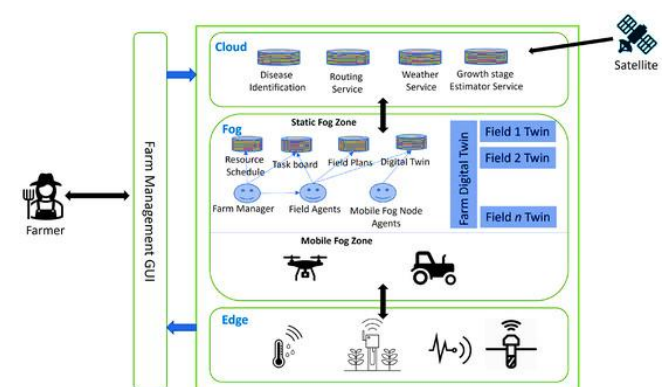 Cloud
Disease
Identification
Routing
Service
Weather
Service
Growth stage
Estimator Service
Satellite
Farm Management GUI
Farmer
Static Fog Zone
Fog
Resource
Schedule
Task board
Field Plans
Digital Twin
Farm Manager
Field Agents
Mobile Fog Node
Agents
Farm Digital Twin
Field 1 Twin
Field 2 Twin
Field n Twin
Mobile Fog Zone
Edge